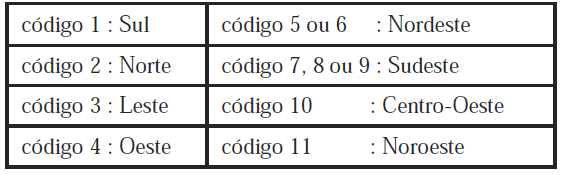 código 1 : Sul
código 5 ou 6 : Nordeste
código 2 : Norte
código 7, 8 ou 9 : Sudeste
código 3 : Leste
código 10 : Centro-Oeste
código 4 : Oeste
código 11 : Noroeste